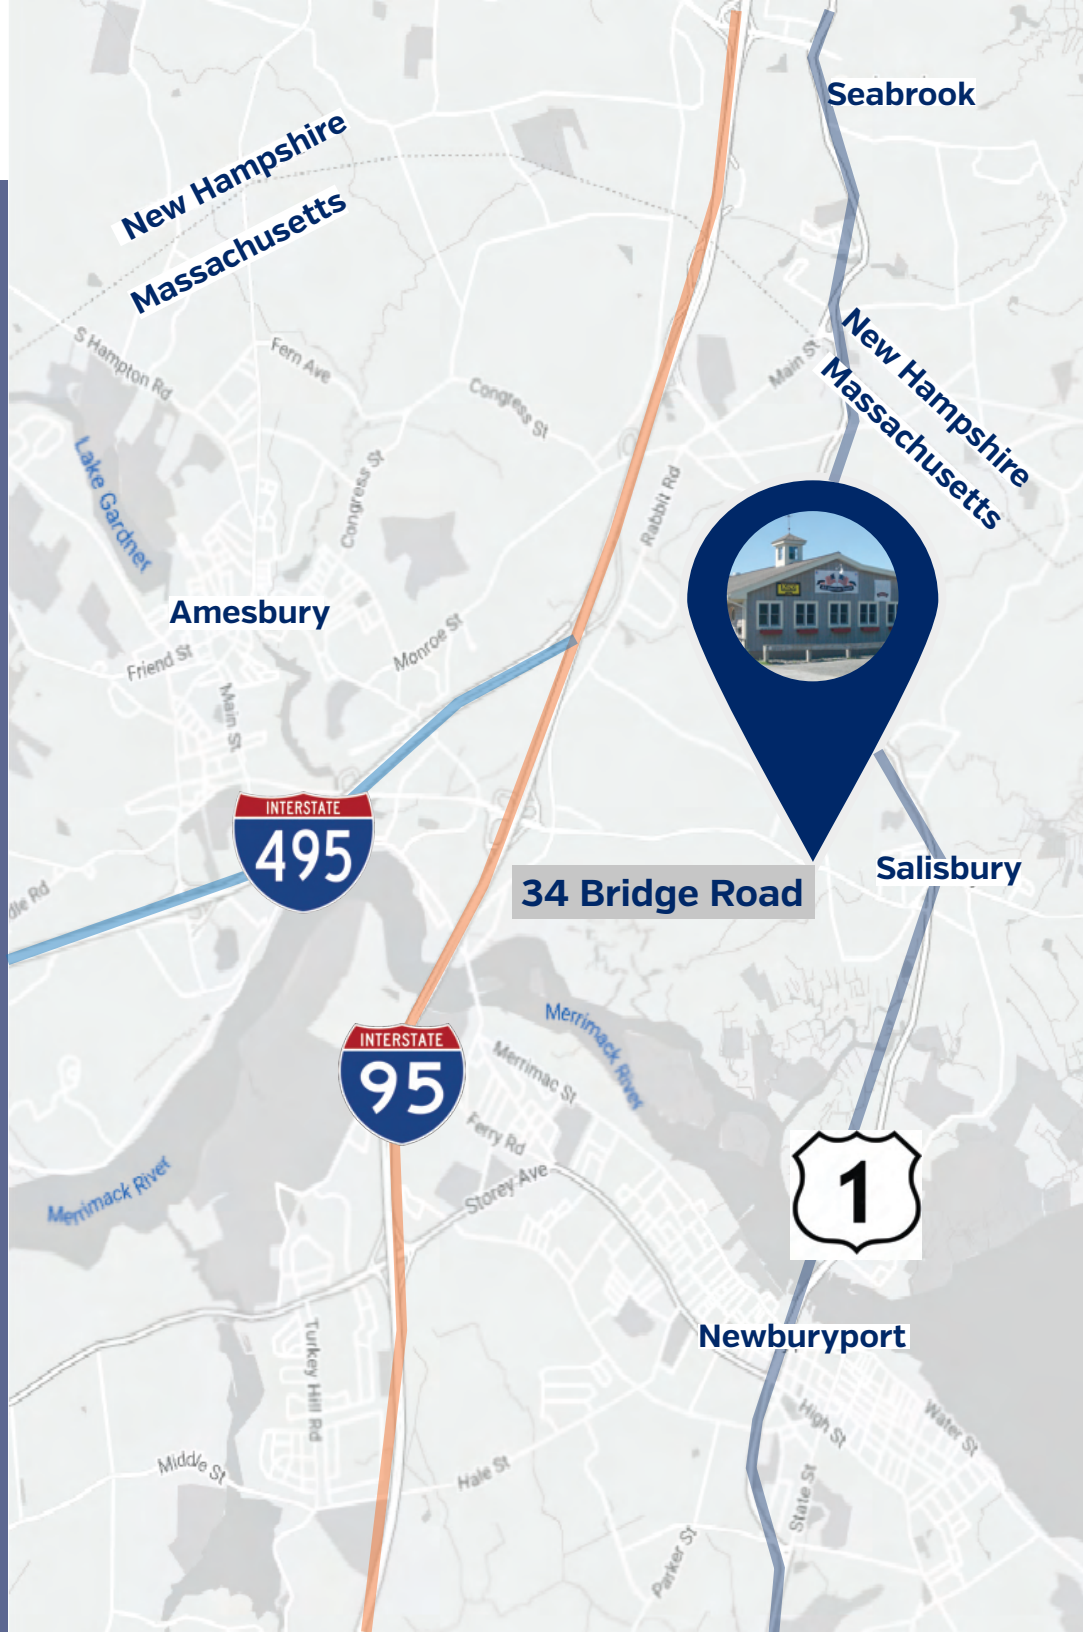 Seabrook
New Hampshire
Massachusetts
New Hampshire
Massachusetts
S Hampton Rd
Fern Ave
Main St
Congress St
Lake Gardner
Congress St
Rabbit Rd
Amesbury
Monroe St
Friend St
Main St
INTERSTATE
495
Salisbury
34 Bridge Road
Merrimack River
INTERSTATE
95
Merrimac St
Ferry Rd
Storey Ave
Merrimack River
1
Newburyport
Turkey Hill Rd
High St
Water St
Middle St
Hale St
State St
Parker St